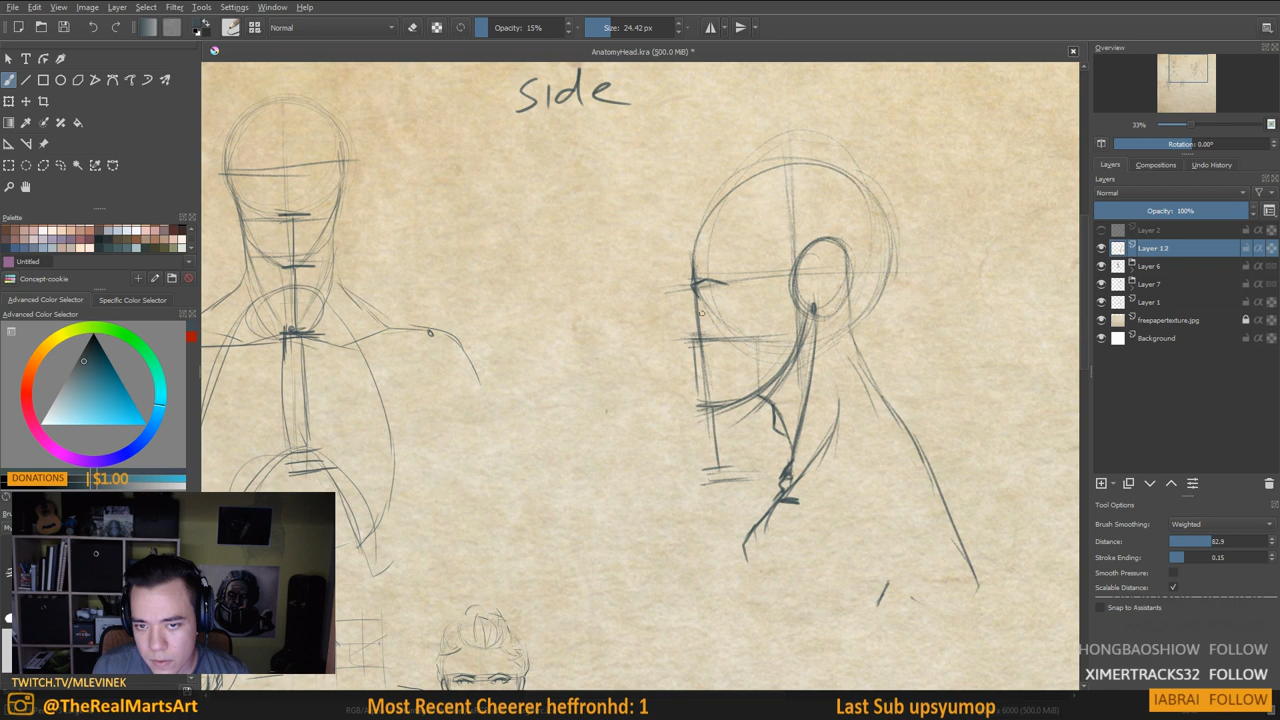 File Edit View Image Layer Select Filter Tools Settings Window Help
Normal
Opacity: 15%
Size: 24.42 px
AnatomyHead.kra (500.0 MiB) *
side
Palette
Untitled
Concept-cookie
Advanced Color Selector
Specific Color Selector
DONATIONS $1.00
TWITCH.TV/MLEVINEK
@TheRealMartsArt
Most Recent Cheerer heffronhd: 1
Last Sub upsyumop
Overview
33%
Rotation: 0.00°
Layers Compositions Undo History
Layers
Normal
Opacity: 100%
Layer 2
Layer 12
Layer 6
Layer 7
Layer 1
freepapertexture.jpg
Background
Tool Options
Brush Smoothing: Weighted
Distance: 82.9
Stroke Ending: 0.15
Smooth Pressure:
Scalable Distance:
Snap to Assistants
HONGBAOSHIOW FOLLOW
XIMERTRACKS32 FOLLOW
IABRAI FOLLOW